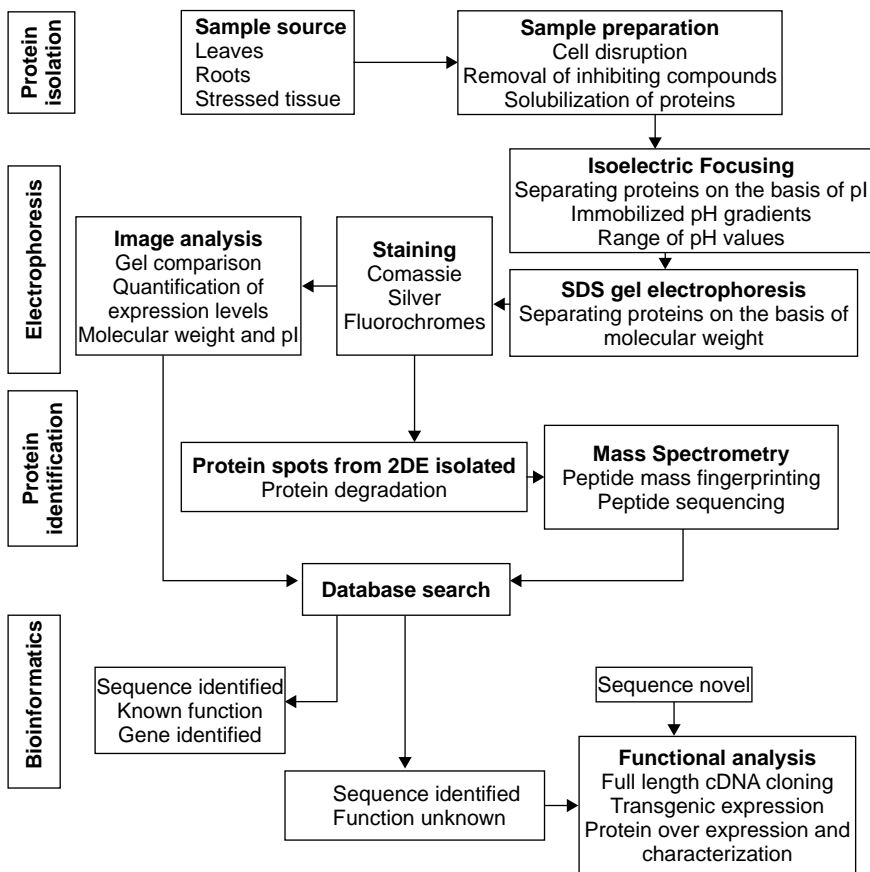 Protein
isolation
Sample source
Leaves
Roots
Stressed tissue
Sample preparation
Cell disruption
Removal of inhibiting compounds
Solubilization of proteins
Electrophoresis
Isoelectric Focusing
Separating proteins on the basis of pI
Immobilized pH gradients
Range of pH values
Image analysis
Gel comparison
Quantification of
expression levels
Molecular weight and pI
Staining
Comassie
Silver
Fluorochromes
SDS gel electrophoresis
Separating proteins on the basis of
molecular weight
Protein
identification
Protein spots from 2DE isolated
Protein degradation
Mass Spectrometry
Peptide mass fingerprinting
Peptide sequencing
Database search
Bioinformatics
Sequence identified
Known function
Gene identified
Sequence novel
Sequence identified
Function unknown
Functional analysis
Full length cDNA cloning
Transgenic expression
Protein over expression and
characterization